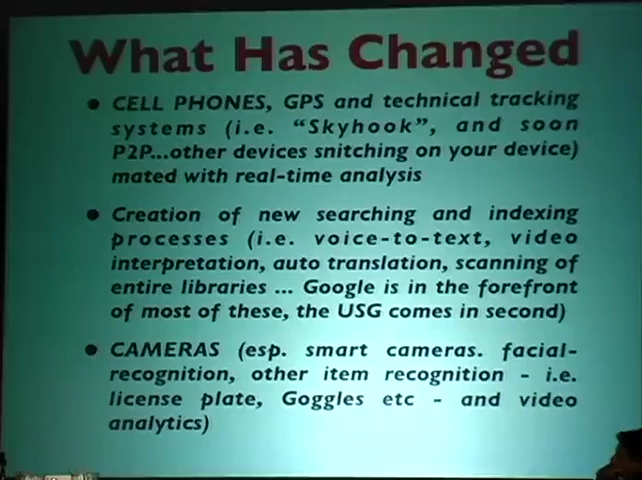 What Has Changed
• CELL PHONES, GPS and technical tracking
systems (i.e. “Skyhook”, and soon
P2P...other devices snitching on your device)
mated with real-time analysis
• Creation of new searching and indexing
processes (i.e. voice-to-text, video
interpretation, auto translation, scanning of
entire libraries ... Google is in the forefront
of most of these, the USG comes in second)
• CAMERAS (esp. smart cameras. facial-
recognition, other item recognition - i.e.
license plate, Goggles etc - and video
analytics)